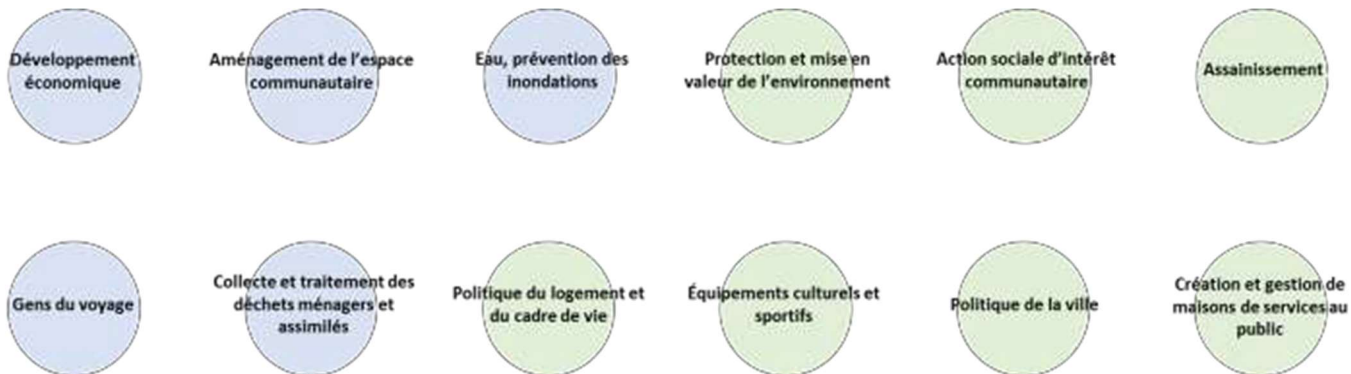 Développement
économique
Aménagement de l'espace
communautaire
Eau, prévention des
inondations
Protection et mise en
valeur de l'environnement
Action sociale d'intérêt
communautaire
Assainissement
Gens du voyage
Collecte et traitement des
déchets ménagers et
assimilés
Politique du logement et
du cadre de vie
Équipements culturels et
sportifs
Politique de la ville
Création et gestion de
maisons de services au
public